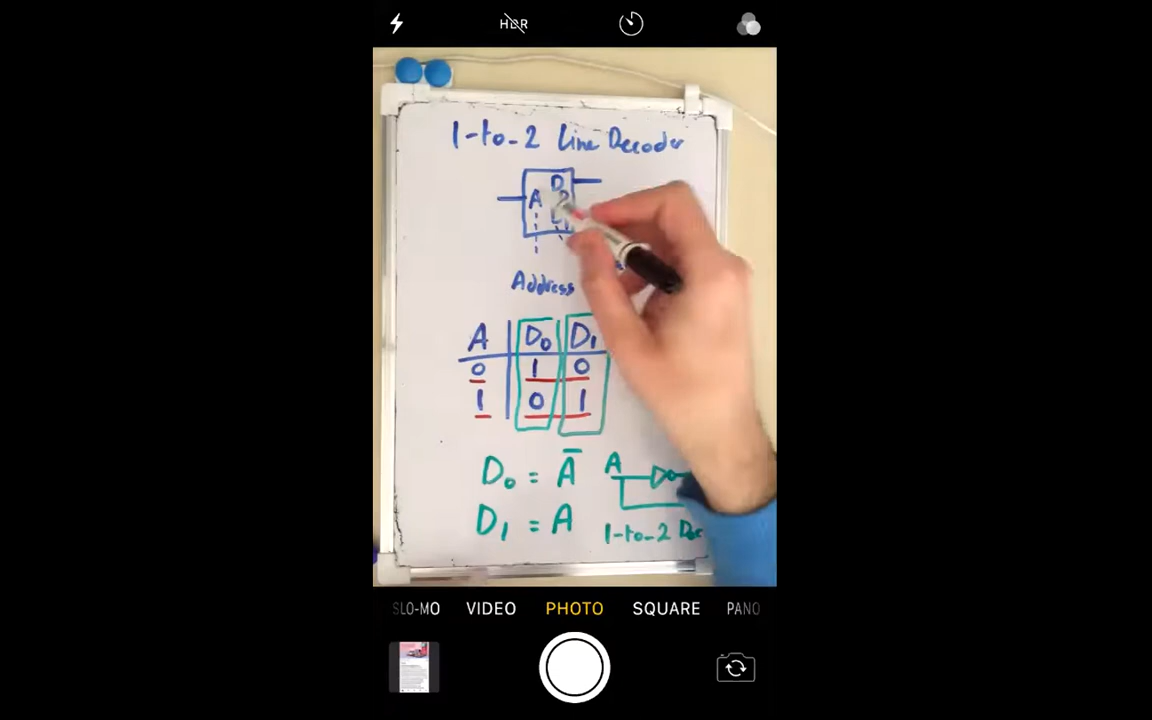 HDR
1-to-2 Line Decoder
A D
Address
A D₀ D₁
0 1 0
1 0 1
D₀ = A̅ A
D₁ = A
1-to-2 Dec
SLO-MO VIDEO PHOTO SQUARE PANO